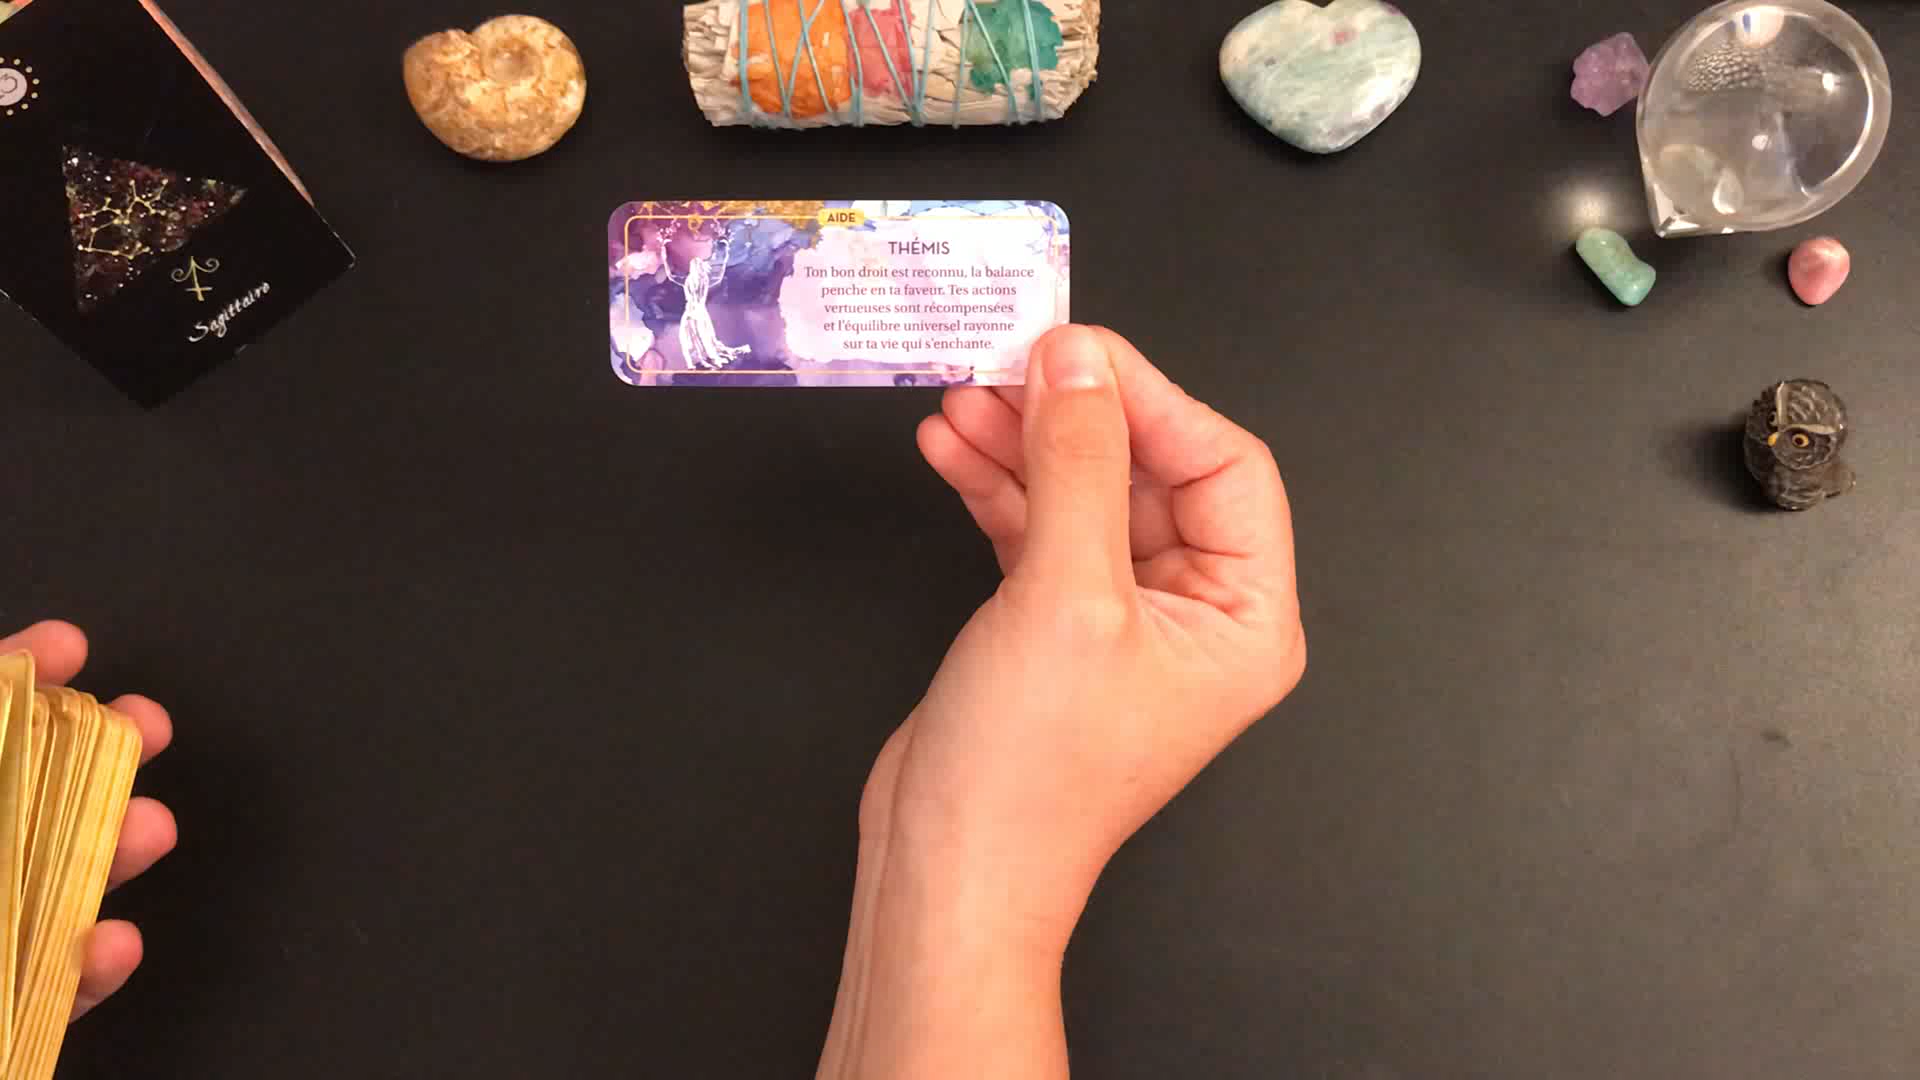 AIDE
THÉMIS
Ton bon droit est reconnu, la balance
penche en ta faveur. Tes actions
vertueuses sont récompensées
et l'équilibre universel rayonne
sur ta vie qui s'enchante.
Sagittaire